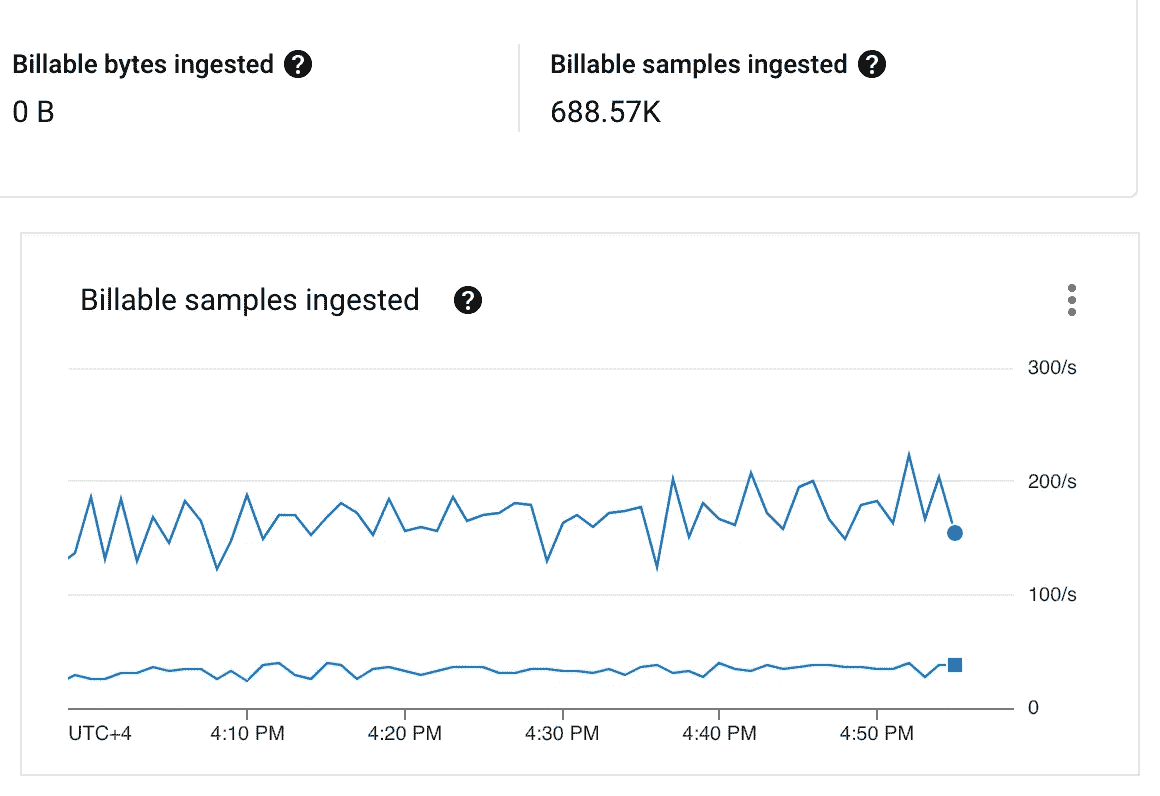 Billable bytes ingested ?
0 B
Billable samples ingested ?
688.57K
Billable samples ingested ?
300/s
200/s
100/s
0
UTC+4 4:10 PM 4:20 PM 4:30 PM 4:40 PM 4:50 PM